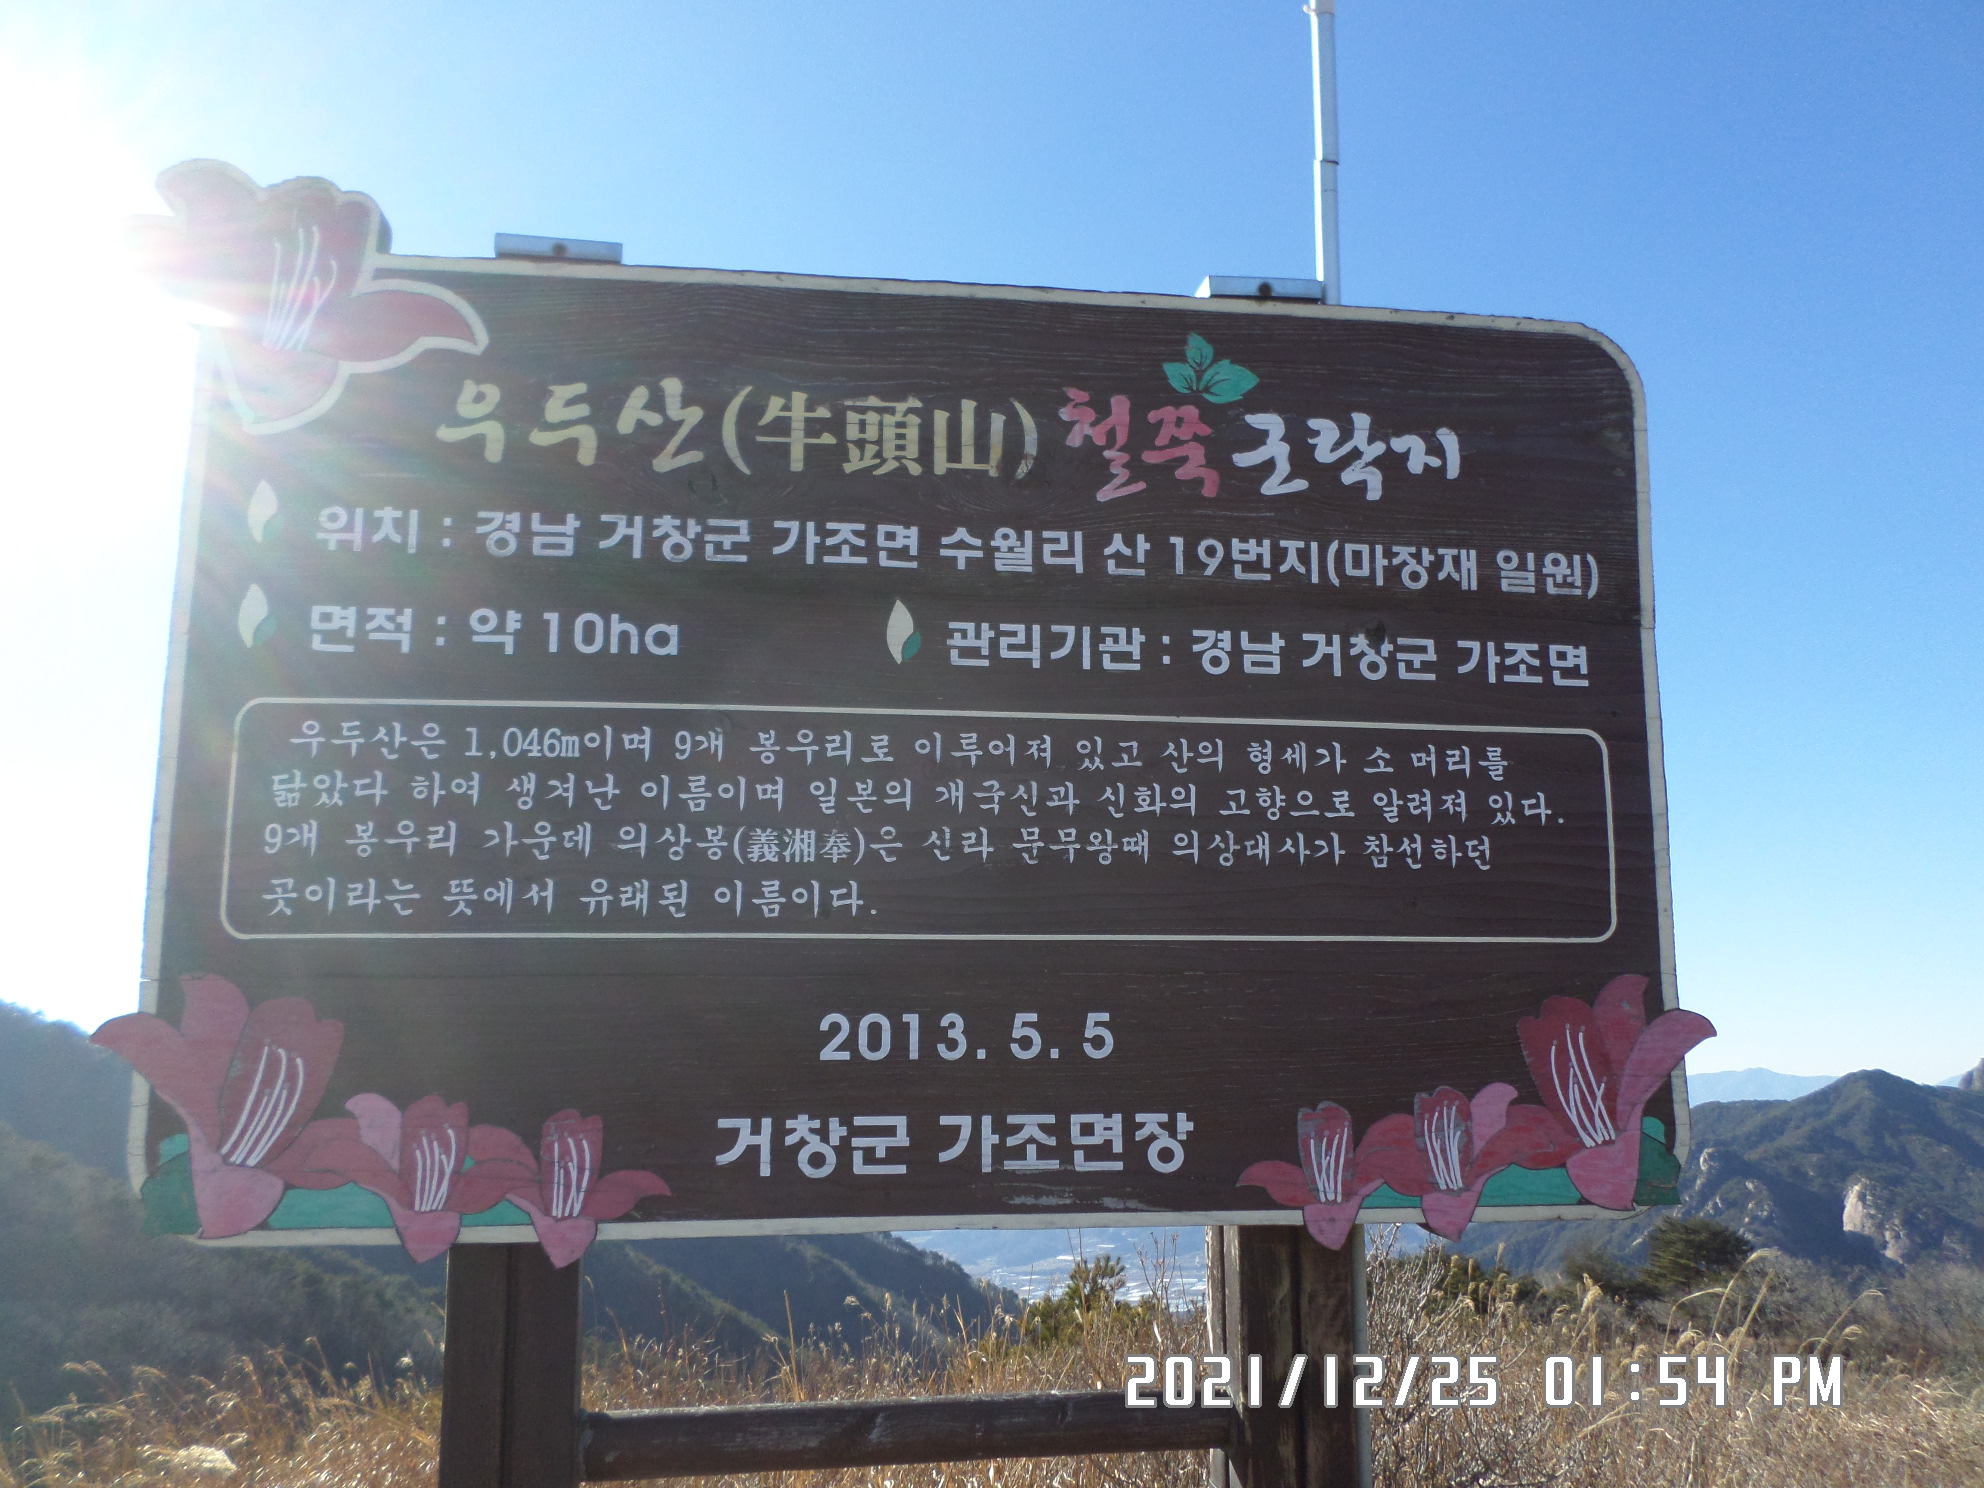 우두산(牛頭山) 철쭉 군락지
위치 : 경남 거창군 가조면 수월리 산 19번지(마장재 일원)
면적 : 약 10ha
관리기관 : 경남 거창군 가조면
우두산은 1,046m이며 9개 봉우리로 이루어져 있고 산의 형세가 소 머리를
닮았다 하여 생겨난 이름이며 일본의 개국신과 신화의 고향으로 알려져 있다.
9개 봉우리 가운데 의상봉(義湘奉)은 신라 문무왕때 의상대사가 참선하던
곳이라는 뜻에서 유래된 이름이다.
2013. 5. 5
거창군 가조면장
2021/12/25 01:54 PM